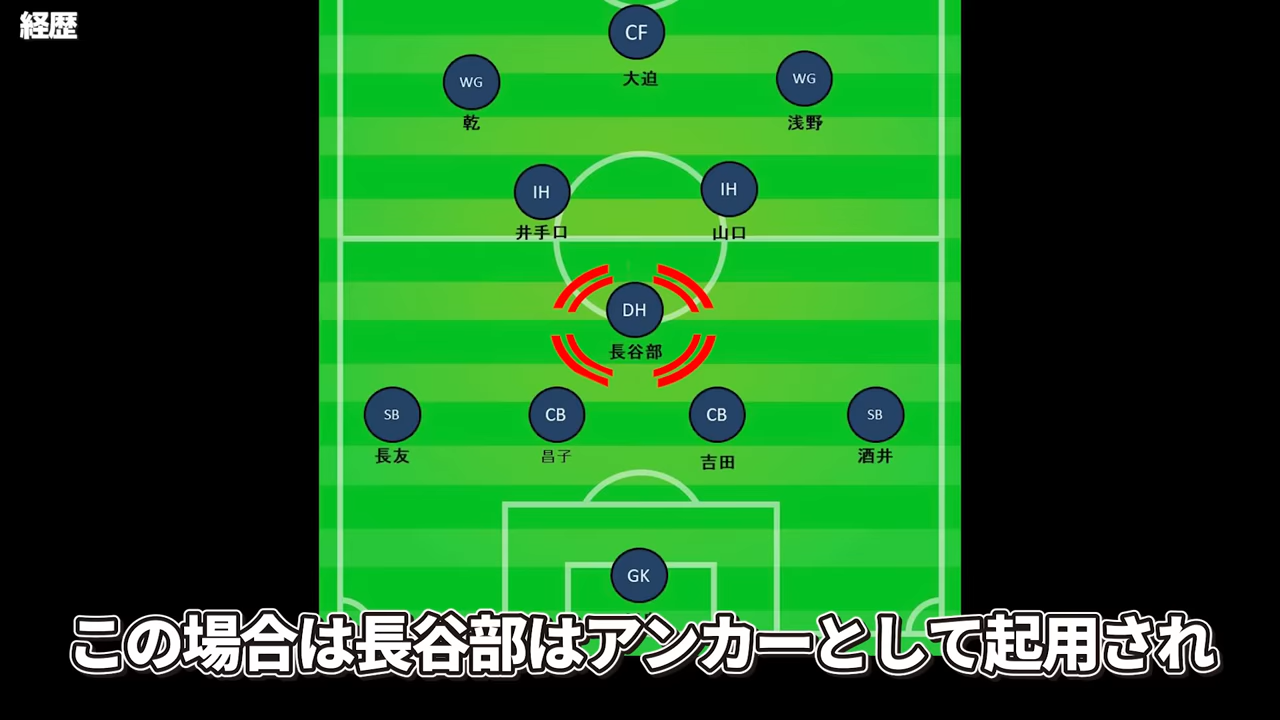 経歴
CF
大迫
WG
乾
WG
浅野
IH
井手口
IH
山口
DH
長谷部
SB
長友
CB
昌子
CB
吉田
SB
酒井
GK
この場合は長谷部はアンカーとして起用され